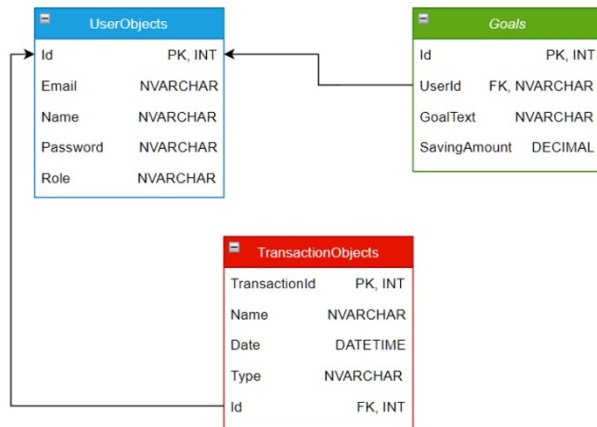 UserObjects
Id PK, INT
Email NVARCHAR
Name NVARCHAR
Password NVARCHAR
Role NVARCHAR
Goals
Id PK, INT
UserId FK, NVARCHAR
GoalText NVARCHAR
SavingAmount DECIMAL
TransactionObjects
TransactionId PK, INT
Name NVARCHAR
Date DATETIME
Type NVARCHAR
Id FK, INT